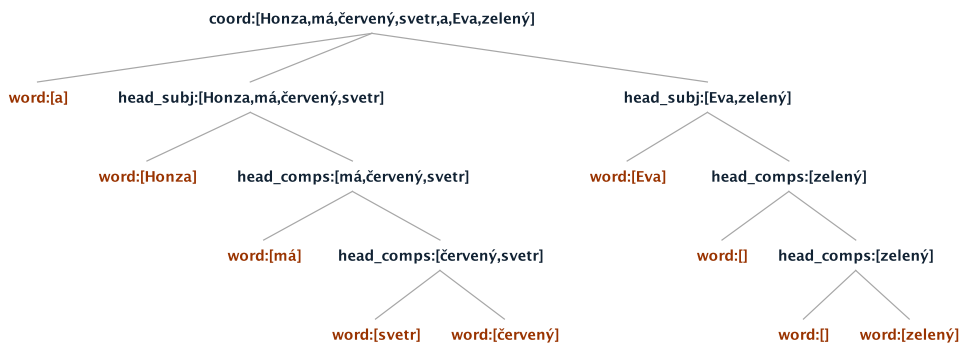 coord:[Honza,má,červený,svetr,a,Eva,zelený]
word:[a] head_subj:[Honza,má,červený,svetr] head_subj:[Eva,zelený]
word:[Honza] head_comps:[má,červený,svetr] word:[Eva] head_comps:[zelený]
word:[má] head_comps:[červený,svetr] word:[] head_comps:[zelený]
word:[svetr] word:[červený] word:[] word:[zelený]